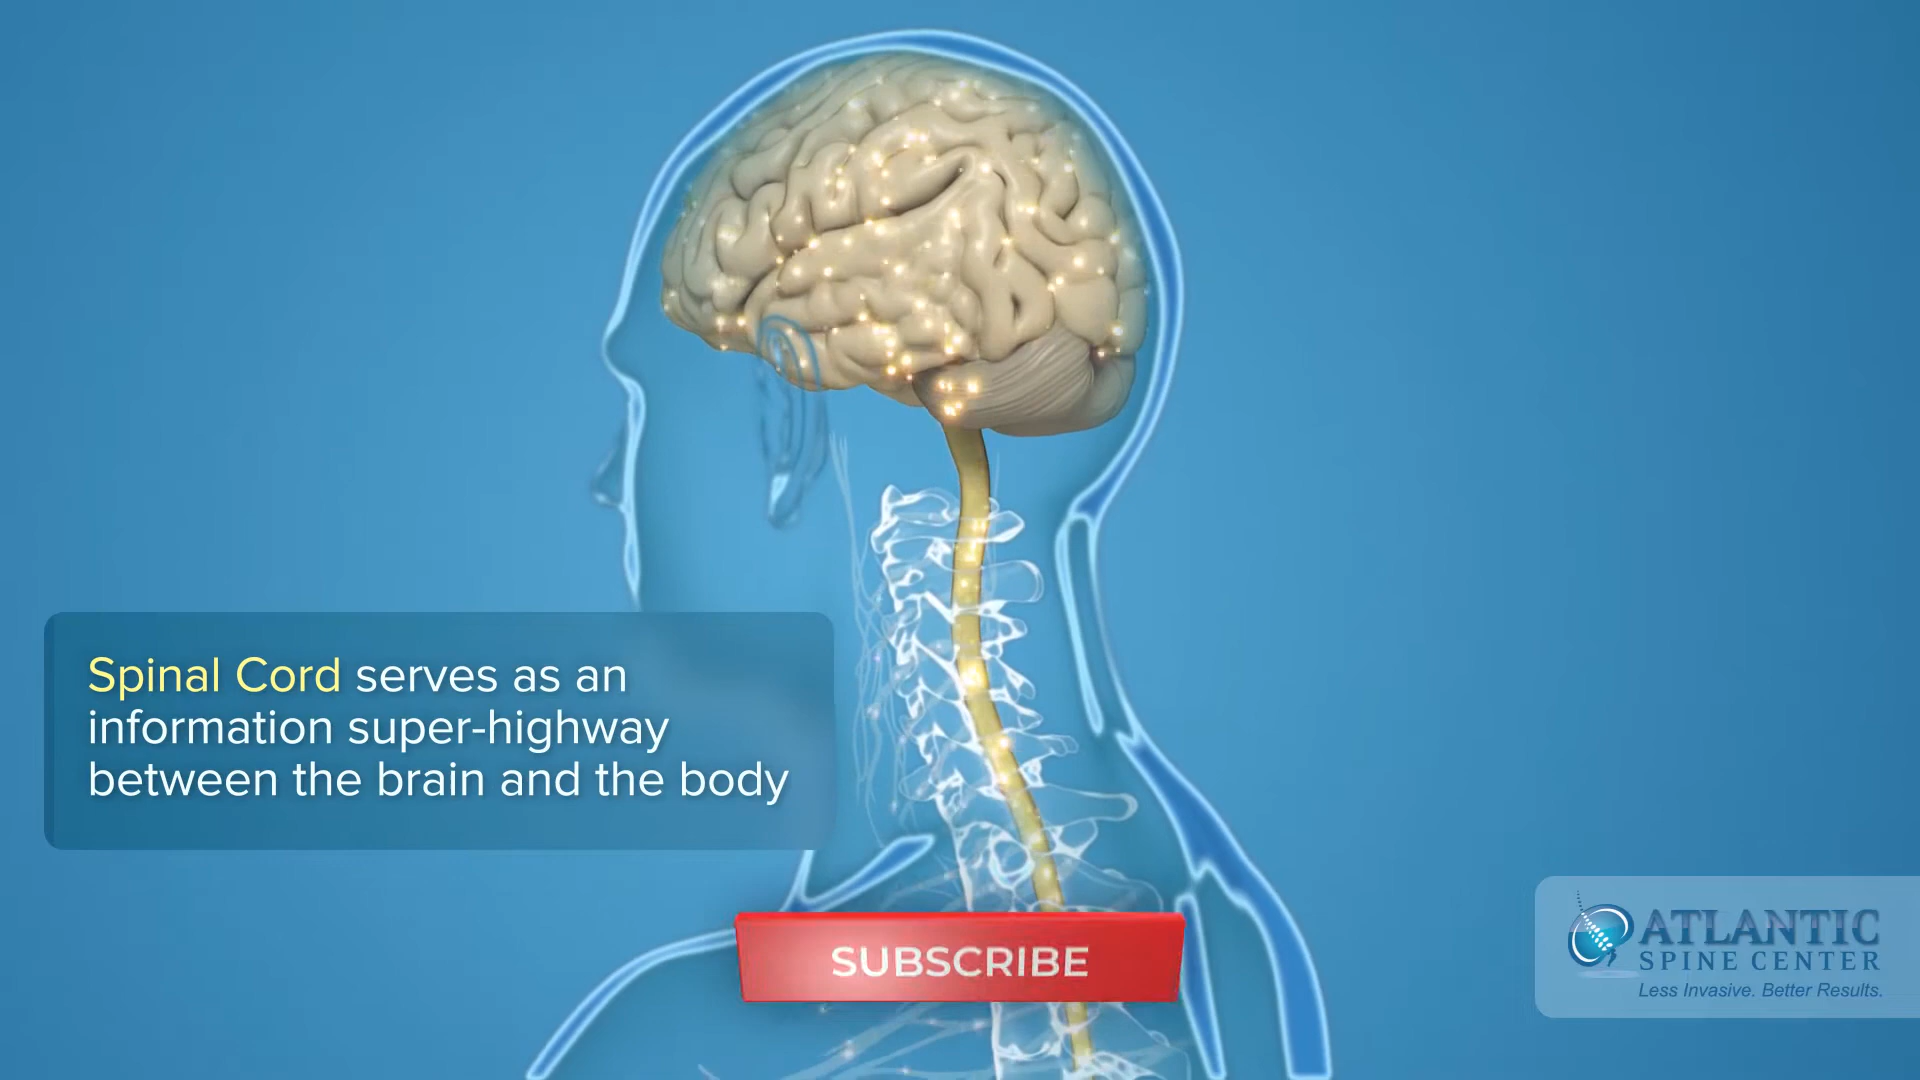 Spinal Cord serves as an
information super-highway
between the brain and the body
SUBSCRIBE
ATLANTIC
SPINE CENTER
Less Invasive. Better Results.